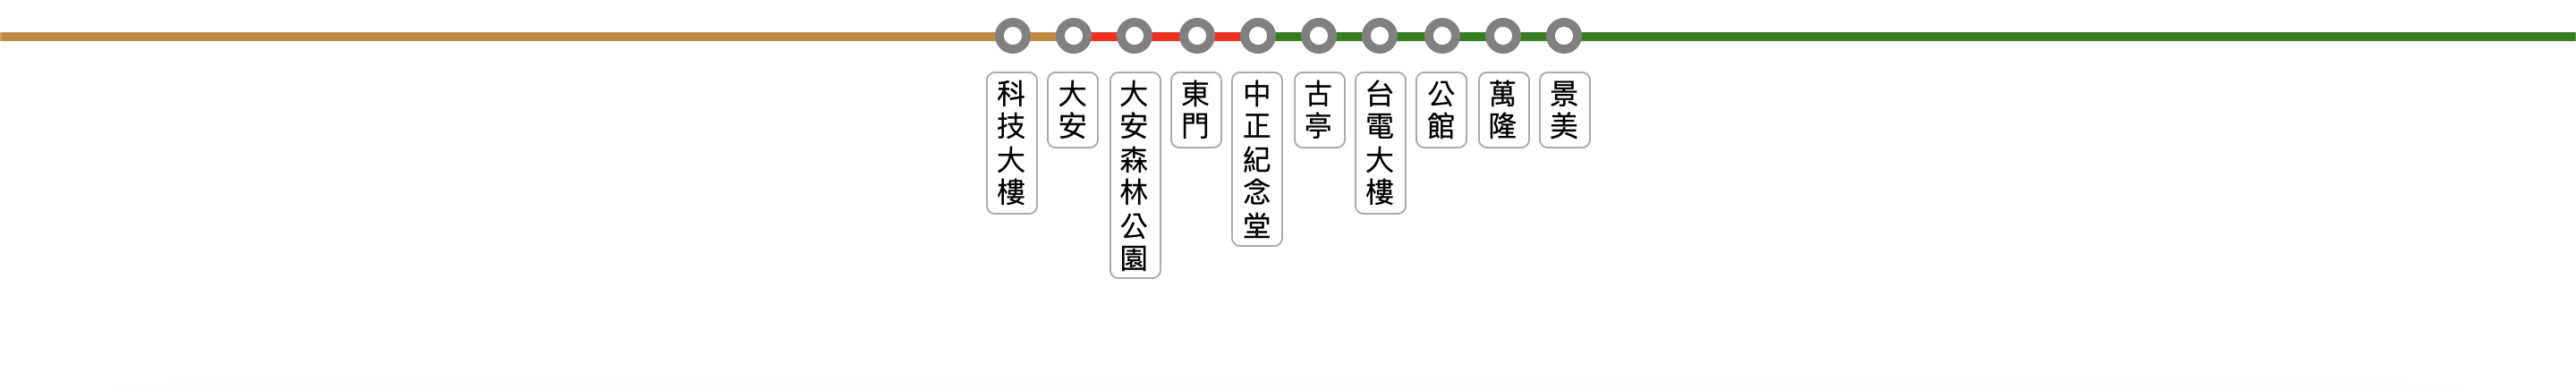 科技大樓
大安
大安森林公園
東門
中正紀念堂
古亭
台電大樓
公館
萬隆
景美